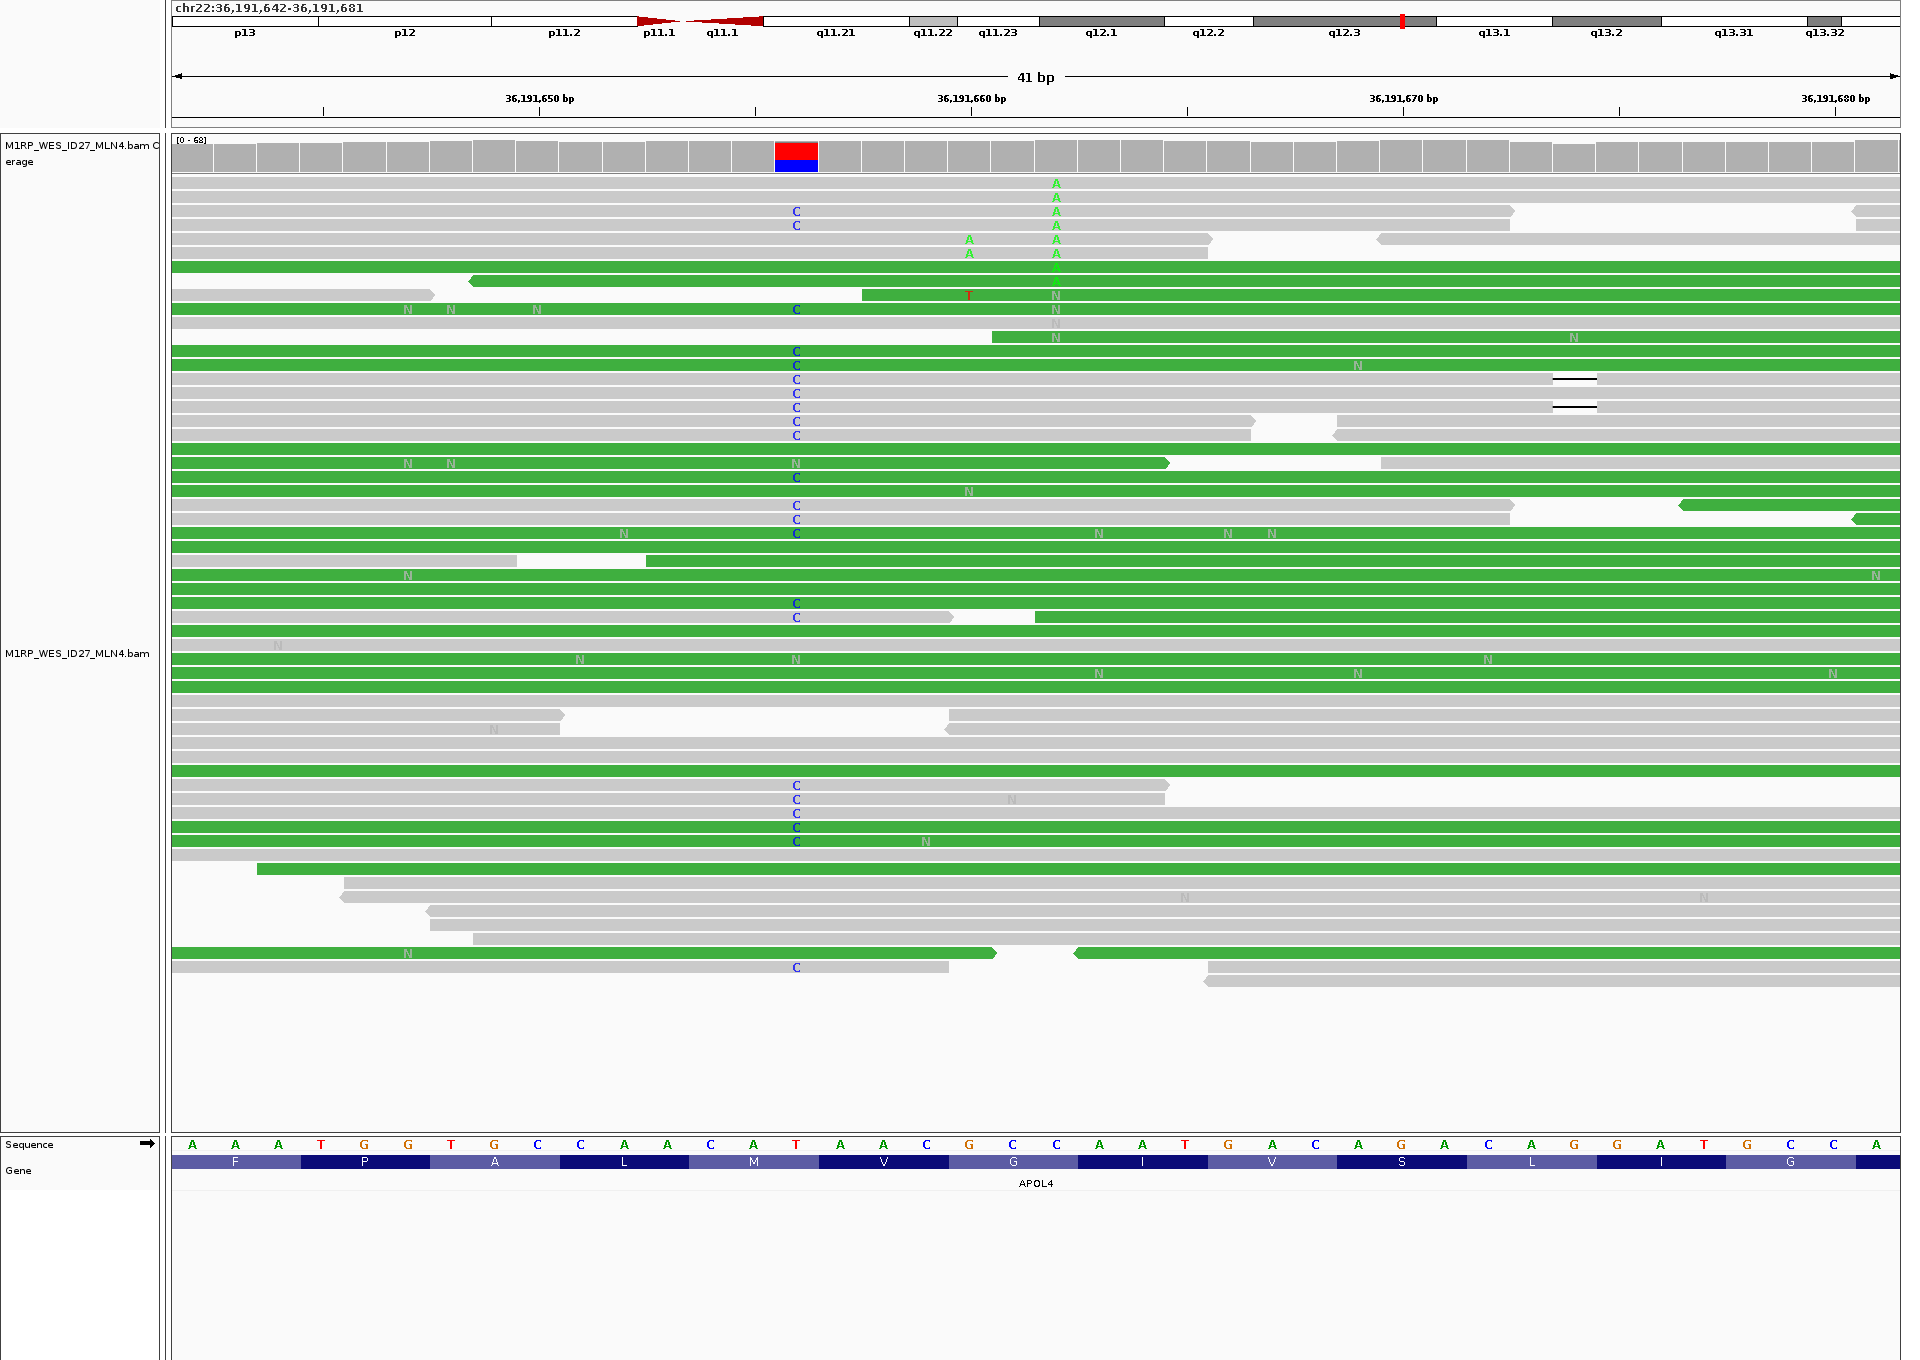 chr22:36,191,642-36,191,681
p13 p12 p11.2 p11.1 q11.1 q11.21 q11.22 q11.23 q12.1 q12.2 q12.3 q13.1 q13.2 q13.31 q13.32
41 bp
36,191,650 bp 36,191,660 bp 36,191,670 bp 36,191,680 bp
M1RP_WES_ID27_MLN4.bam C
erage
[0 - 68]
A
A
C A
C A
A A
A A
A
A
T N
N N N C N
N
N N
C
C N
C
C
C
C
C
N N N
C
N
C
C
N C N N N
N N
C
C
N
M1RP_WES_ID27_MLN4.bam
N N N
N N N
N
C
C N
C
C
C N
N N
N
C
Sequence
A A A T G G T G C C A A C A T A A C G C C A A T G A C A G A C A G G A T G C C A
Gene
F P A L M V G I V S L I G
APOL4